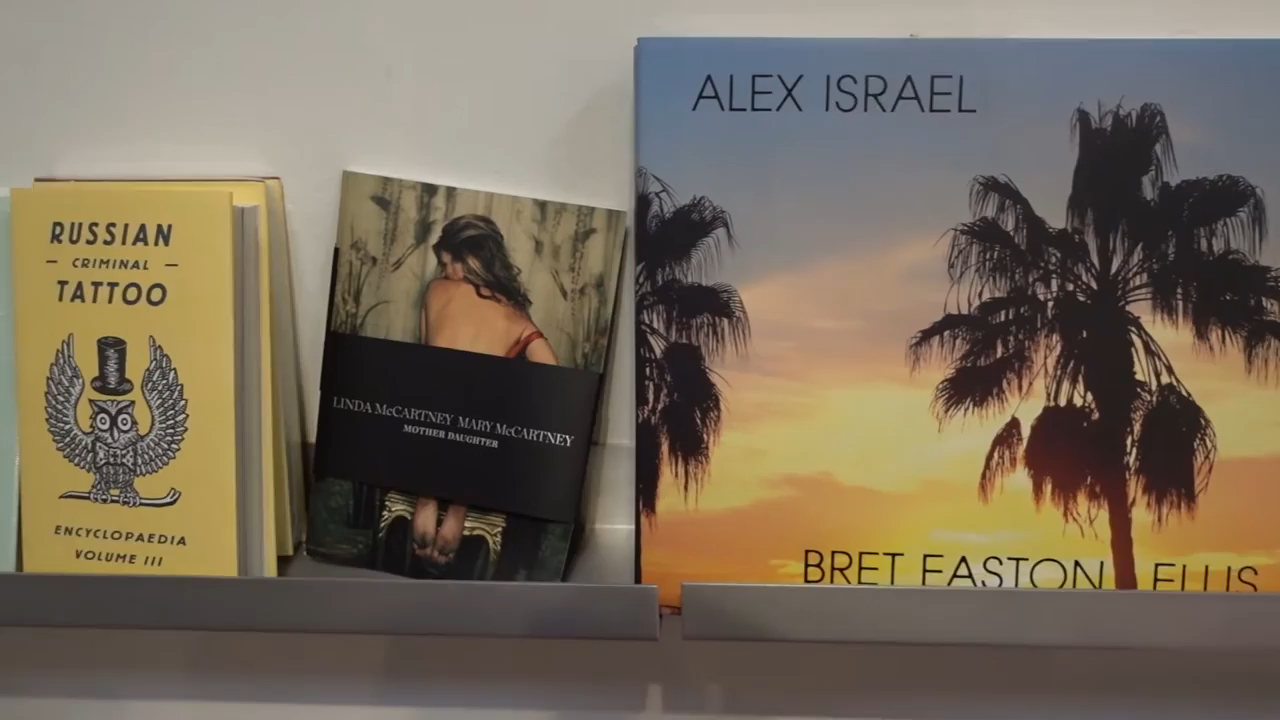 RUSSIAN
CRIMINAL
TATTOO
ENCYCLOPAEDIA
VOLUME III
LINDA McCARTNEY MARY McCARTNEY
MOTHER DAUGHTER
ALEX ISRAEL
BRET EASTON ELLIS